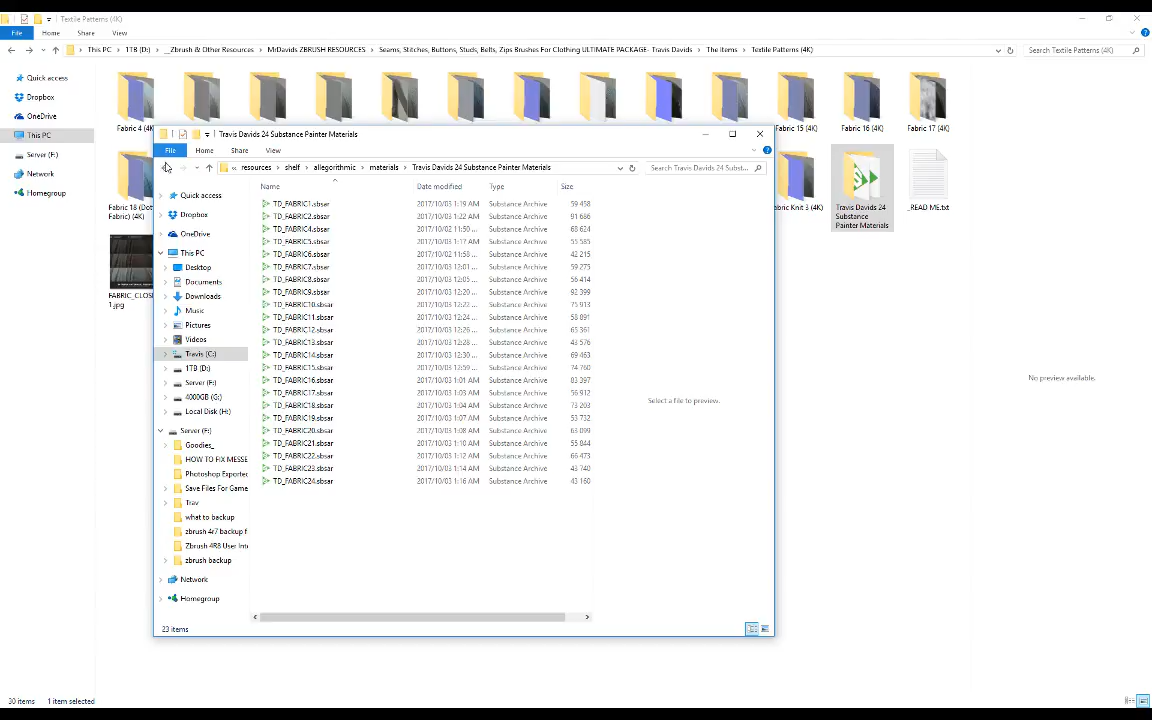 Textile Patterns (4K)
File Home Share View
This PC › 1TB (D:) › __Zbrush & Other Resources › MrDavids ZBRUSH RESOURCES › Seams, Stitches, Buttons, Studs, Belts, Zips Brushes For Clothing ULTIMATE PACKAGE- Travis Davids › The items › Textile Patterns (4K)
Search Textile Patterns (4K)
Quick access
Dropbox
OneDrive
This PC
Server (F:)
Network
Homegroup
Fabric 4 (4K)
Fabric 15 (4K)
Fabric 16 (4K)
Fabric 17 (4K)
Fabric 18 (Dot
Fabric) (4K)
abric Knit 3 (4K)
Travis Davids 24
Substance
Painter Materials
_READ ME.txt
FABRIC_CLOS
1.jpg
Travis Davids 24 Substance Painter Materials
File Home Share View
« resources › shelf › allegorithmic › materials › Travis Davids 24 Substance Painter Materials
Search Travis Davids 24 Subst...
Quick access
Dropbox
OneDrive
This PC
Desktop
Documents
Downloads
Music
Pictures
Videos
Travis (C:)
1TB (D:)
Server (F:)
4000GB (G:)
Local Disk (H:)
Server (F:)
Goodies_
HOW TO FIX MESSE
Photoshop Exported
Save Files For Game
Trav
what to backup
zbrush 4r7 backup f
Zbrush 4R8 User Inte
zbrush backup
Network
Homegroup
Name Date modified Type Size
TD_FABRIC1.sbsar 2017/10/03 1:19 AM Substance Archive 59 458
TD_FABRIC2.sbsar 2017/10/03 1:22 AM Substance Archive 91 686
TD_FABRIC4.sbsar 2017/10/02 11:50 ... Substance Archive 68 624
TD_FABRIC5.sbsar 2017/10/03 1:17 AM Substance Archive 55 585
TD_FABRIC6.sbsar 2017/10/02 11:58 ... Substance Archive 42 215
TD_FABRIC7.sbsar 2017/10/03 12:01 ... Substance Archive 59 275
TD_FABRIC8.sbsar 2017/10/03 12:05 ... Substance Archive 56 414
TD_FABRIC9.sbsar 2017/10/03 12:20 ... Substance Archive 92 399
TD_FABRIC10.sbsar 2017/10/03 12:22 ... Substance Archive 75 913
TD_FABRIC11.sbsar 2017/10/03 12:24 ... Substance Archive 58 891
TD_FABRIC12.sbsar 2017/10/03 12:26 ... Substance Archive 65 361
TD_FABRIC13.sbsar 2017/10/03 12:28 ... Substance Archive 43 576
TD_FABRIC14.sbsar 2017/10/03 12:30 ... Substance Archive 69 463
TD_FABRIC15.sbsar 2017/10/03 12:59 ... Substance Archive 74 760
TD_FABRIC16.sbsar 2017/10/03 1:01 AM Substance Archive 83 397
TD_FABRIC17.sbsar 2017/10/03 1:03 AM Substance Archive 56 912
TD_FABRIC18.sbsar 2017/10/03 1:04 AM Substance Archive 73 293
TD_FABRIC19.sbsar 2017/10/03 1:07 AM Substance Archive 53 732
TD_FABRIC20.sbsar 2017/10/03 1:08 AM Substance Archive 63 099
TD_FABRIC21.sbsar 2017/10/03 1:10 AM Substance Archive 55 844
TD_FABRIC22.sbsar 2017/10/03 1:12 AM Substance Archive 66 473
TD_FABRIC23.sbsar 2017/10/03 1:14 AM Substance Archive 43 740
TD_FABRIC24.sbsar 2017/10/03 1:16 AM Substance Archive 43 160
Select a file to preview.
23 items
No preview available.
30 items 1 item selected